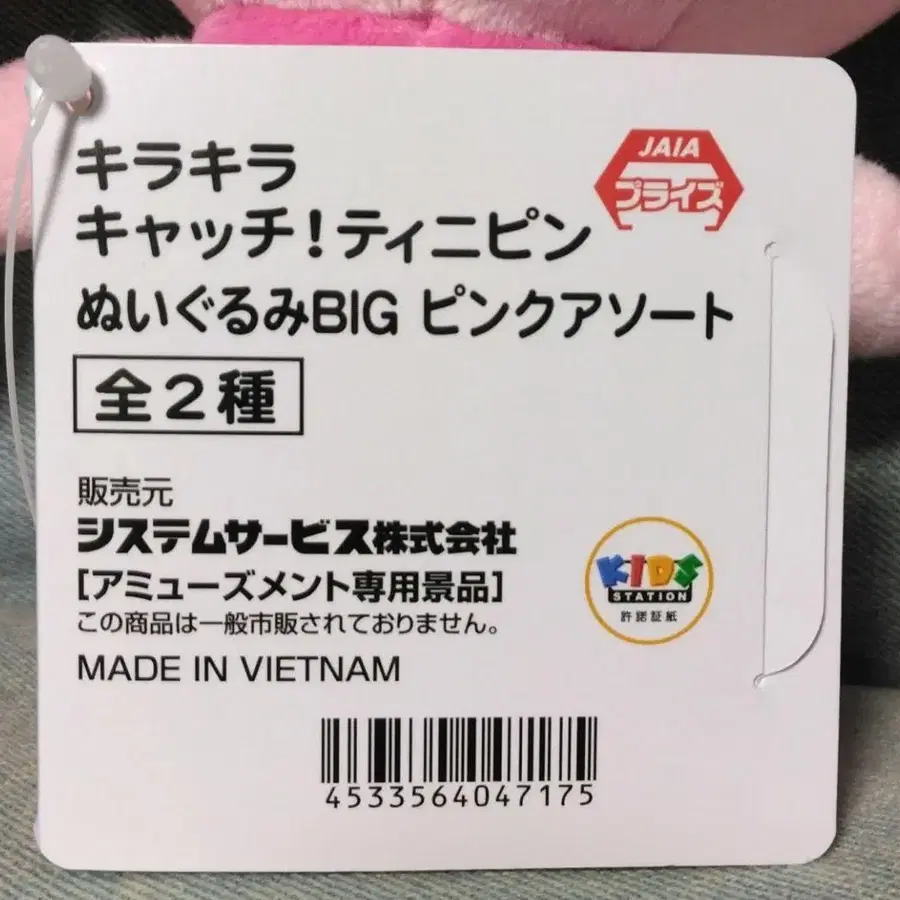 キラキラ
キャッチ!ティニピン
JAIA
プライズ
ぬいぐるみBIG ピンクアソート
全2種
販売元
システムサービス株式会社
[アミューズメント専用景品]
この商品は一般市販されておりません。
MADE IN VIETNAM
KIDS
STATION
許諾証紙
4533564047175